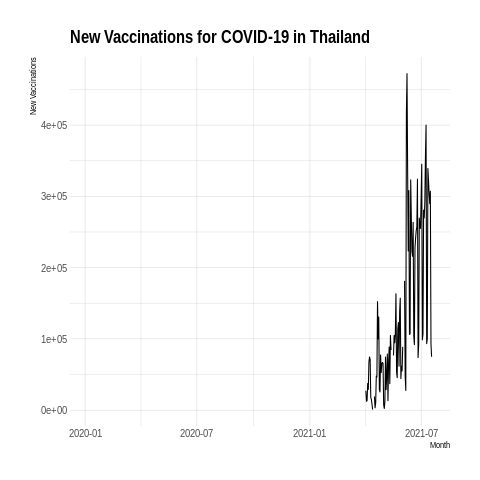 New Vaccinations for COVID-19 in Thailand
New Vaccinations
4e+05
3e+05
2e+05
1e+05
0e+00
2020-01 2020-07 2021-01 2021-07
Month